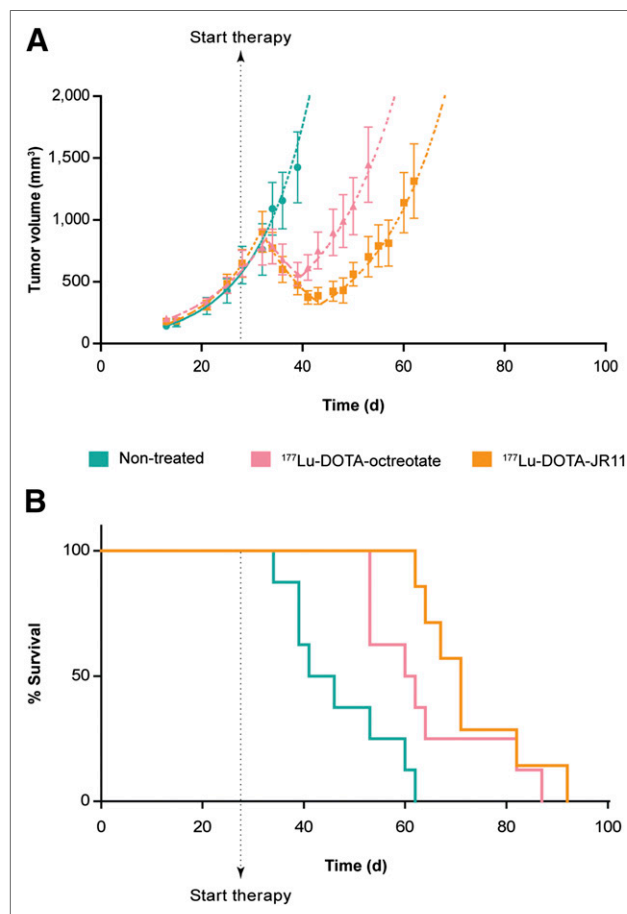 A
Start therapy
Tumor volume (mm³)
2,000
1,500
1,000
500
0
0 20 40 60 80 100
Time (d)
Non-treated ¹⁷⁷Lu-DOTA-octreotate ¹⁷⁷Lu-DOTA-JR11
B
% Survival
100
50
0
0 20 40 60 80 100
Time (d)
Start therapy